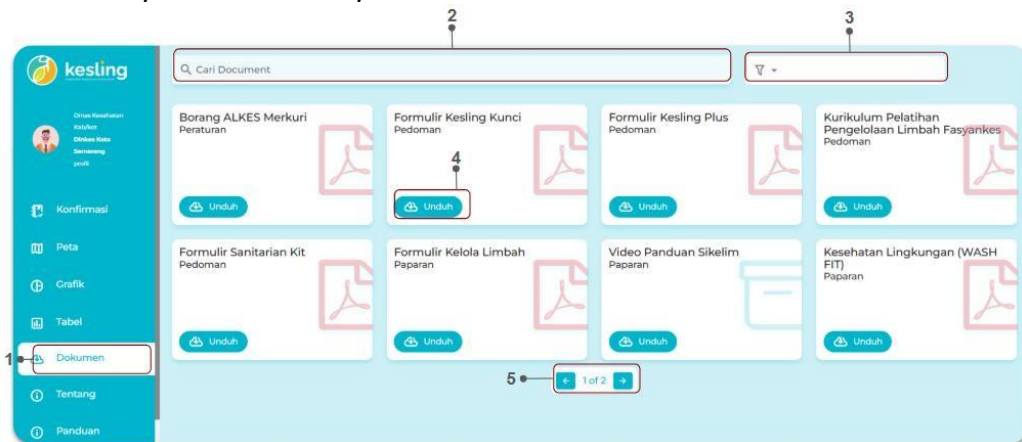 2
3
kesling
Cari Document
Dinas Kesehatan
Kab/kot
Dinkes Kota
Semarang
profil
Borang ALKES Merkuri
Peraturan
Unduh
Formulir Kesling Kunci
Pedoman
4
Unduh
Formulir Kesling Plus
Pedoman
Unduh
Kurikulum Pelatihan
Pengelolaan Limbah Fasyankes
Pedoman
Unduh
Konfirmasi
Peta
Grafik
Tabel
1
Dokumen
Tentang
Panduan
Formulir Sanitarian Kit
Pedoman
Unduh
Formulir Kelola Limbah
Paparan
Unduh
Video Panduan Sikelim
Paparan
Unduh
Kesehatan Lingkungan (WASH
FIT)
Paparan
Unduh
5
1 of 2